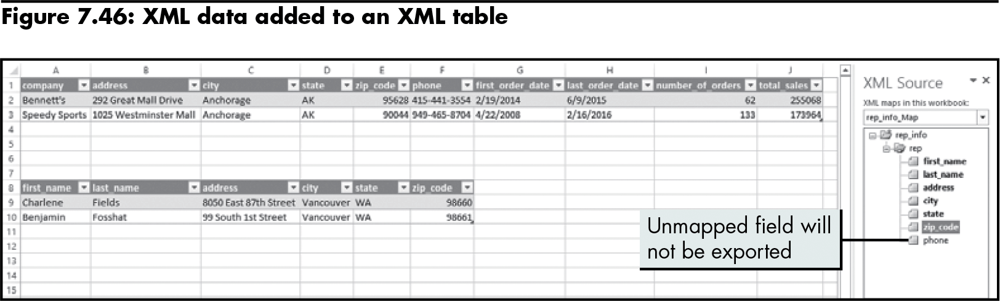 Figure 7.46: XML data added to an XML table
A B C D E F G H I J
1 company address city state zip_code phone first_order_date last_order_date number_of_orders total_sales
2 Bennett's 292 Great Mall Drive Anchorage AK 95628 415-441-3554 2/19/2014 6/9/2015 62 255068
3 Speedy Sports 1025 Westminster Mall Anchorage AK 90044 949-465-8704 4/22/2008 2/16/2016 133 173964
4
5
6
7
8 first_name last_name address city state zip_code
9 Charlene Fields 8050 East 87th Street Vancouver WA 98660
10 Benjamin Fosshat 99 South 1st Street Vancouver WA 98661
11
12
13
14
15
XML Source
XML maps in this workbook:
rep_info_Map
rep_info
rep
first_name
last_name
address
city
state
zip_code
phone
Unmapped field will
not be exported